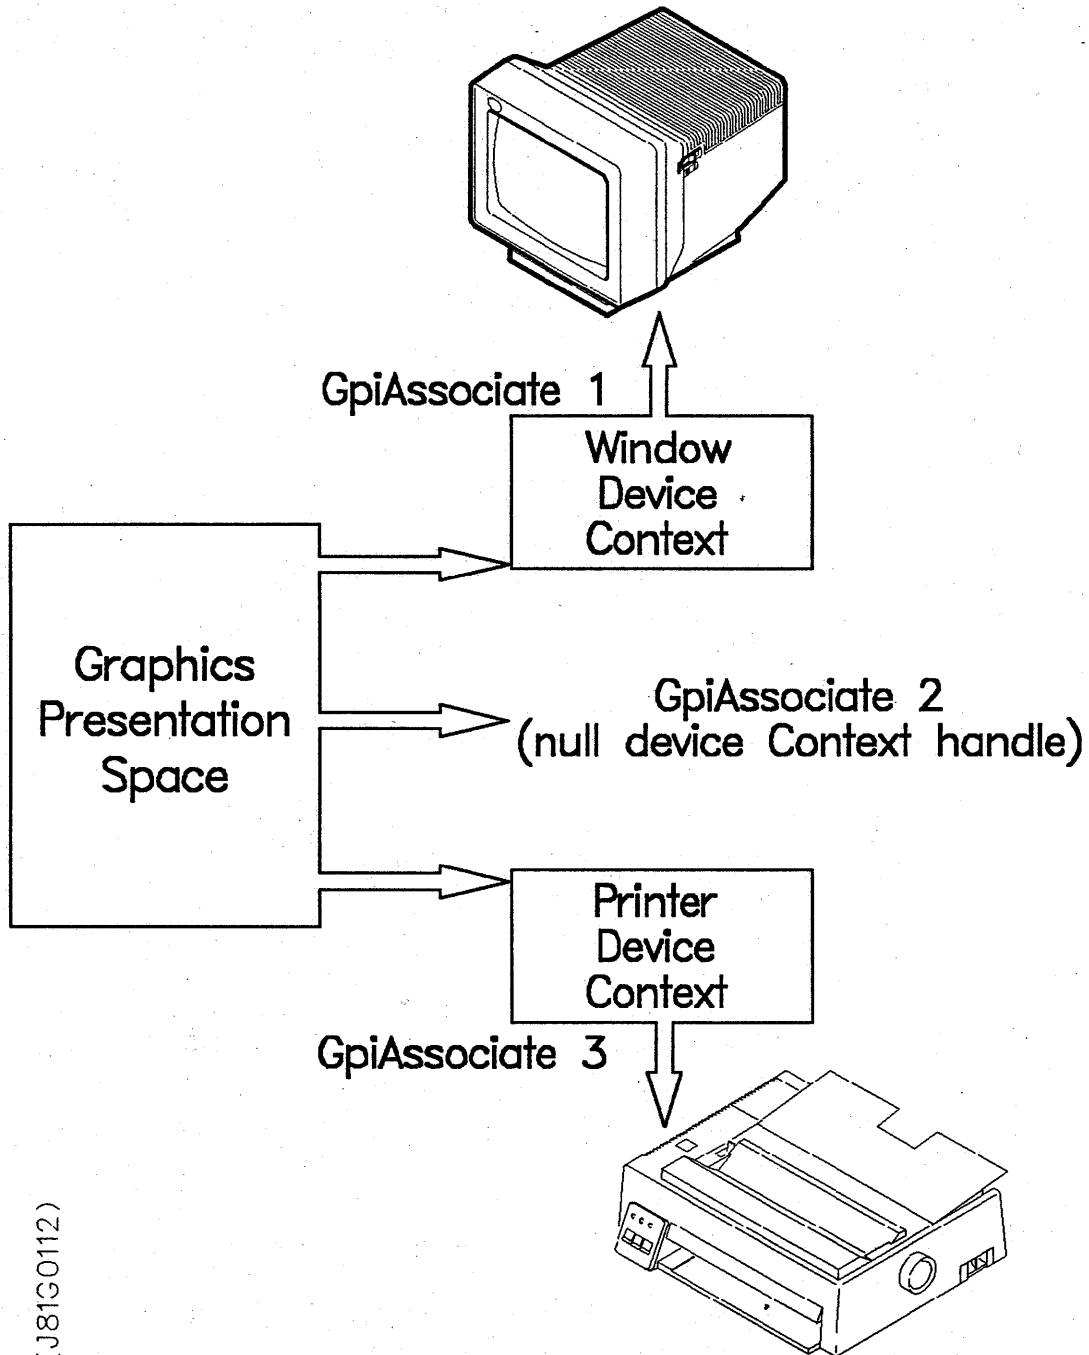 GpiAssociate 1
Window
Device
Context
Graphics
Presentation
Space
GpiAssociate 2
(null device Context handle)
Printer
Device
Context
GpiAssociate 3
J81G0112)